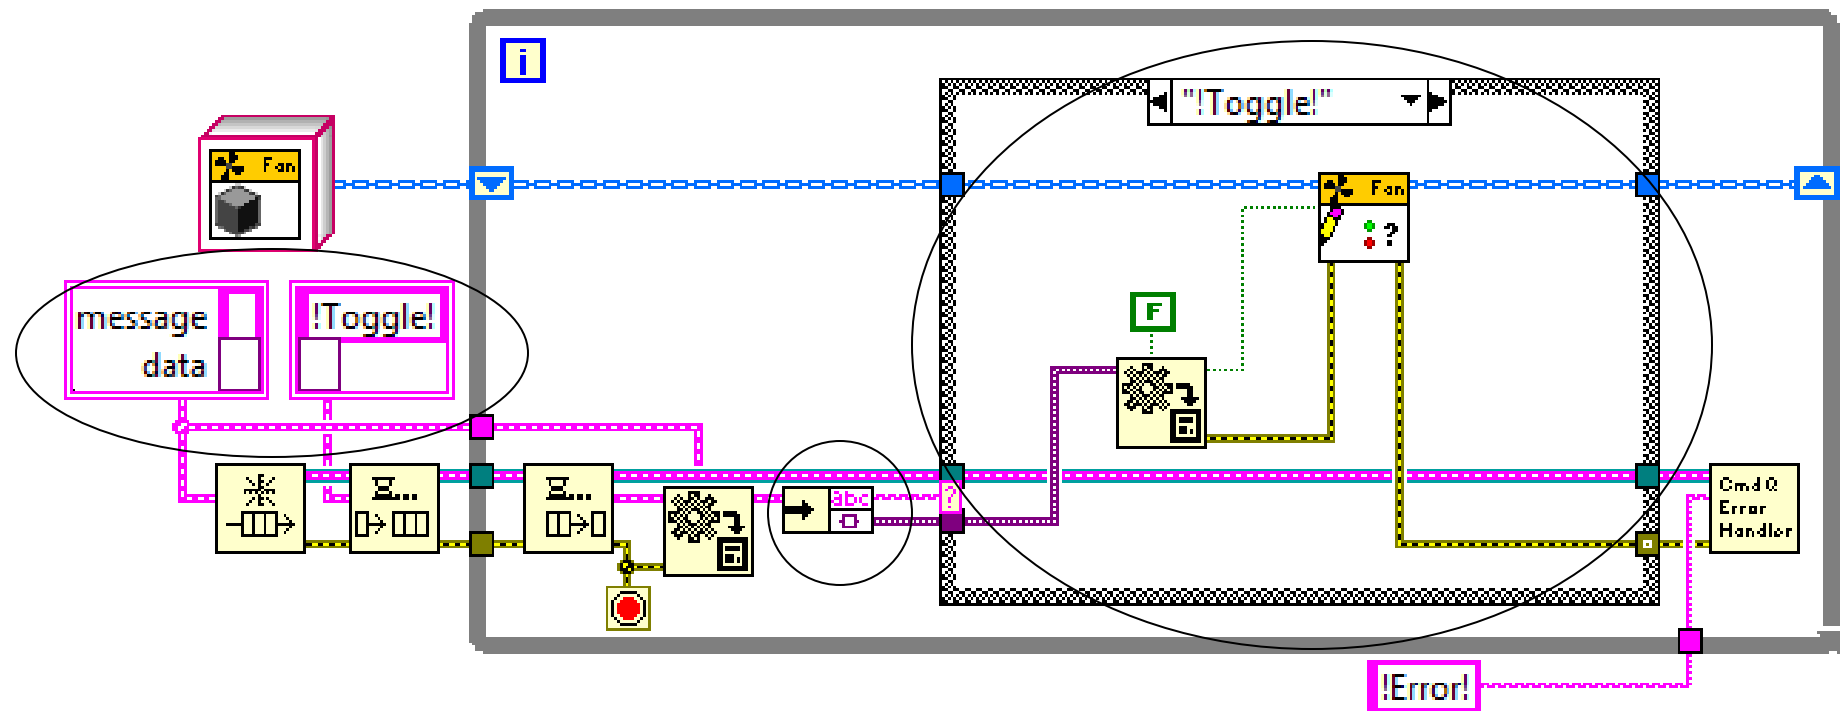 i
"!Toggle!"
Fan
Fan
message
!Toggle!
data
F
abc
?
?
Cmd Q
Error
Handler
!Error!